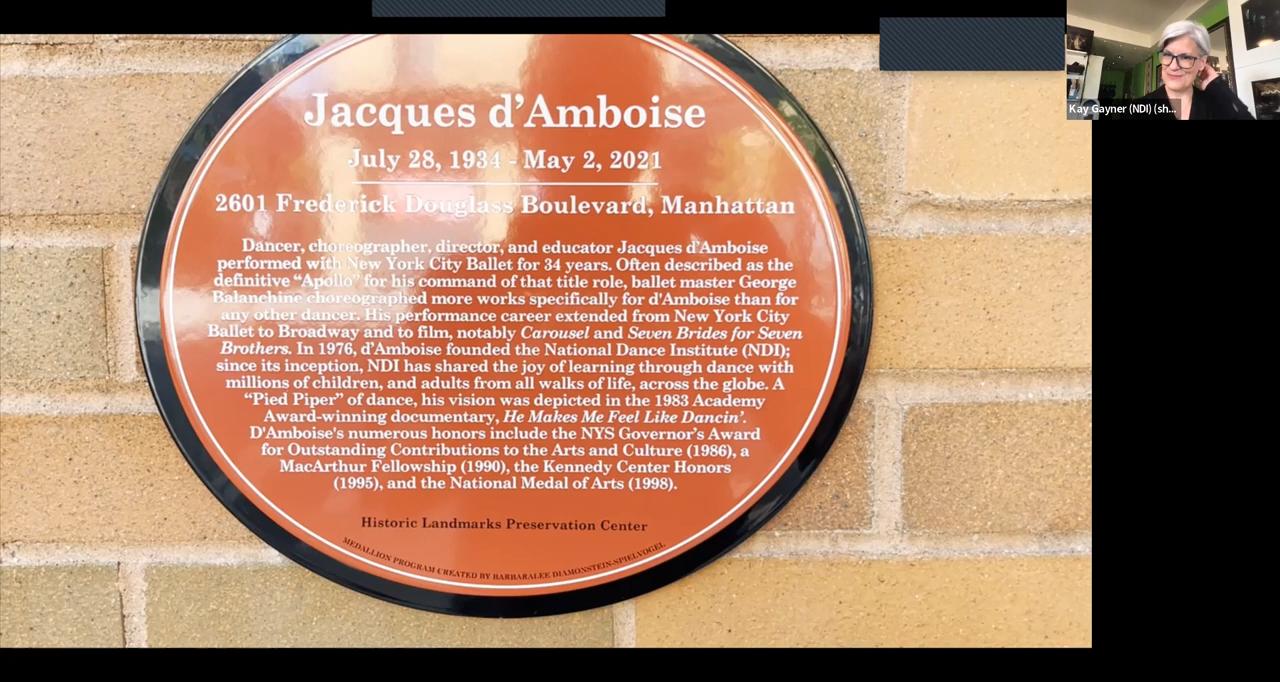 Jacques d'Amboise
July 28, 1934 - May 2, 2021
2601 Frederick Douglass Boulevard, Manhattan
Dancer, choreographer, director, and educator Jacques d'Amboise
performed with New York City Ballet for 34 years. Often described as the
definitive "Apollo" for his command of that title role, ballet master George
Balanchine choreographed more works specifically for d'Amboise than for
any other dancer. His performance career extended from New York City
Ballet to Broadway and to film, notably Carousel and Seven Brides for Seven
Brothers. In 1976, d'Amboise founded the National Dance Institute (NDI);
since its inception, NDI has shared the joy of learning through dance with
millions of children, and adults from all walks of life, across the globe. A
"Pied Piper" of dance, his vision was depicted in the 1983 Academy
Award-winning documentary, He Makes Me Feel Like Dancin'.
D'Amboise's numerous honors include the NYS Governor's Award
for Outstanding Contributions to the Arts and Culture (1986), a
MacArthur Fellowship (1990), the Kennedy Center Honors
(1995), and the National Medal of Arts (1998).
Historic Landmarks Preservation Center
MEDALLION PROGRAM CREATED BY BARBARALEE DIAMONSTEIN-SPIELVOGEL
Kay Gayner (NDI) (sh...